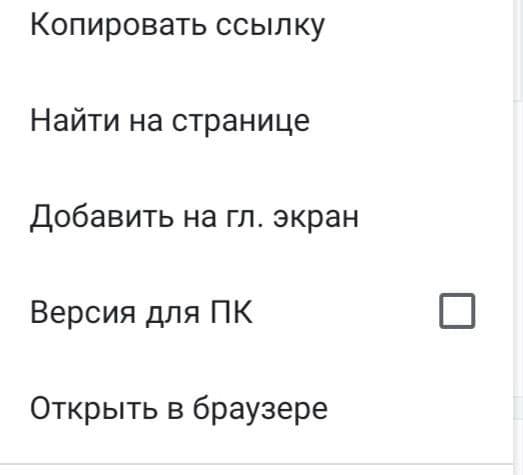 Копировать ссылку
Найти на странице
Добавить на гл. экран
Версия для ПК
Открыть в браузере